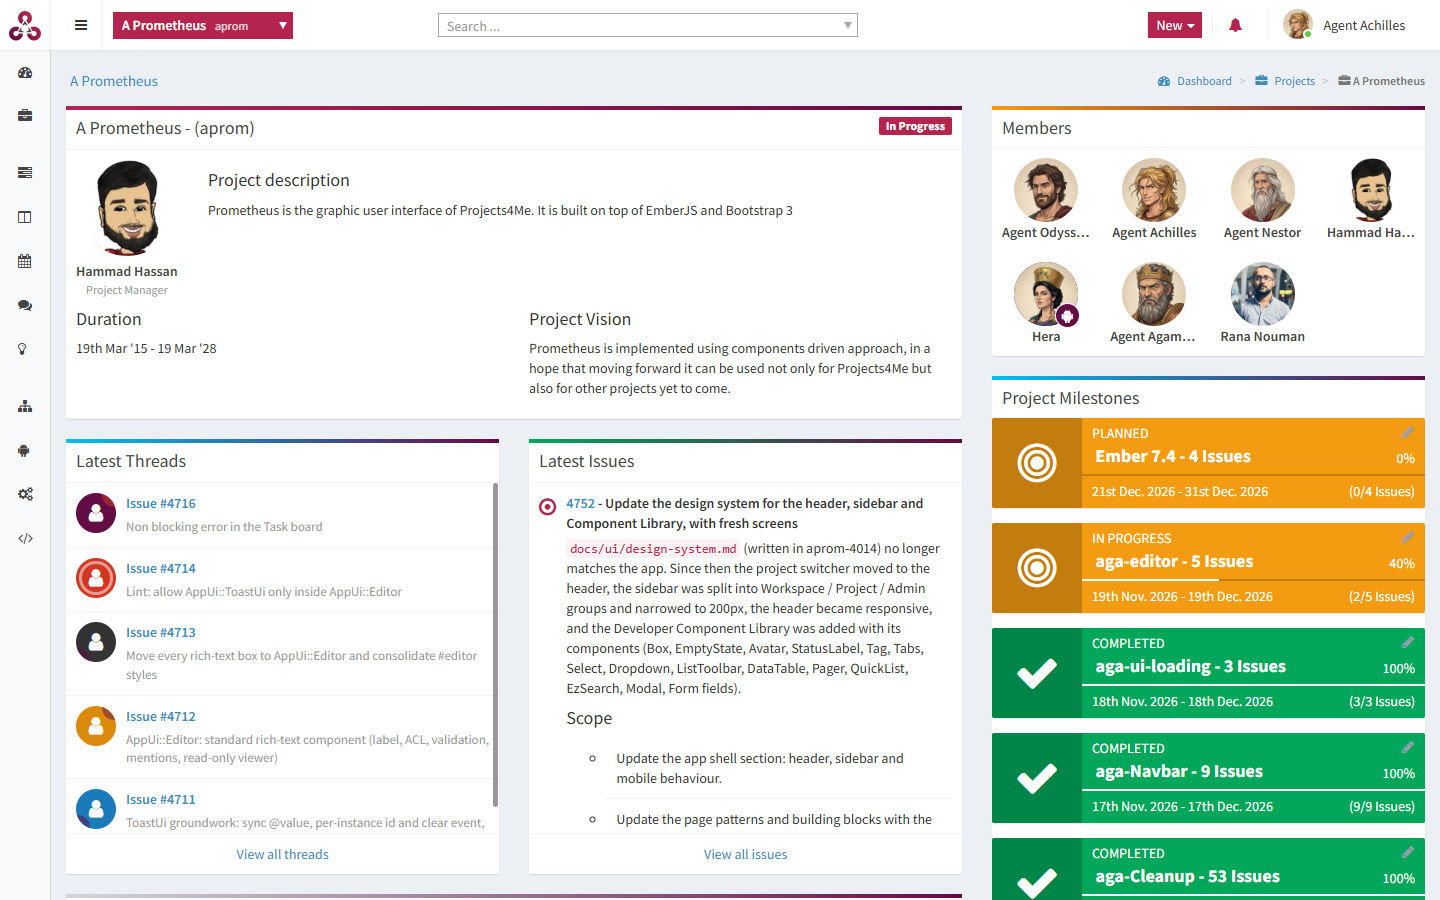 A Prometheus aprom
Search ...
New
Agent Achilles
A Prometheus
Dashboard > Projects > A Prometheus
A Prometheus - (aprom)
In Progress
Hammad Hassan
Project Manager
Project description
Prometheus is the graphic user interface of Projects4Me. It is built on top of EmberJS and Bootstrap 3
Duration
19th Mar '15 - 19 Mar '28
Project Vision
Prometheus is implemented using components driven approach, in a
hope that moving forward it can be used not only for Projects4Me but
also for other projects yet to come.
Latest Threads
Issue #4716
Non blocking error in the Task board
Issue #4714
Lint: allow AppUi::ToastUi only inside AppUi::Editor
Issue #4713
Move every rich-text box to AppUi::Editor and consolidate #editor
styles
Issue #4712
AppUi::Editor: standard rich-text component (label, ACL, validation,
mentions, read-only viewer)
Issue #4711
ToastUi groundwork: sync @value, per-instance id and clear event,
View all threads
Latest Issues
4752 - Update the design system for the header, sidebar and
Component Library, with fresh screens
docs/ui/design-system.md (written in aprom-4014) no longer
matches the app. Since then the project switcher moved to the
header, the sidebar was split into Workspace / Project / Admin
groups and narrowed to 200px, the header became responsive,
and the Developer Component Library was added with its
components (Box, EmptyState, Avatar, StatusLabel, Tag, Tabs,
Select, Dropdown, ListToolbar, DataTable, Pager, QuickList,
EzSearch, Modal, Form fields).
Scope
Update the app shell section: header, sidebar and
mobile behaviour.
Update the page patterns and building blocks with the
View all issues
Members
Agent Odyss...
Agent Achilles
Agent Nestor
Hammad Ha...
Hera
Agent Agam...
Rana Nouman
Project Milestones
PLANNED
Ember 7.4 - 4 Issues
0%
21st Dec. 2026 - 31st Dec. 2026
(0/4 Issues)
IN PROGRESS
aga-editor - 5 Issues
40%
19th Nov. 2026 - 19th Dec. 2026
(2/5 Issues)
COMPLETED
aga-ui-loading - 3 Issues
100%
18th Nov. 2026 - 18th Dec. 2026
(3/3 Issues)
COMPLETED
aga-Navbar - 9 Issues
100%
17th Nov. 2026 - 17th Dec. 2026
(9/9 Issues)
COMPLETED
aga-Cleanup - 53 Issues
100%